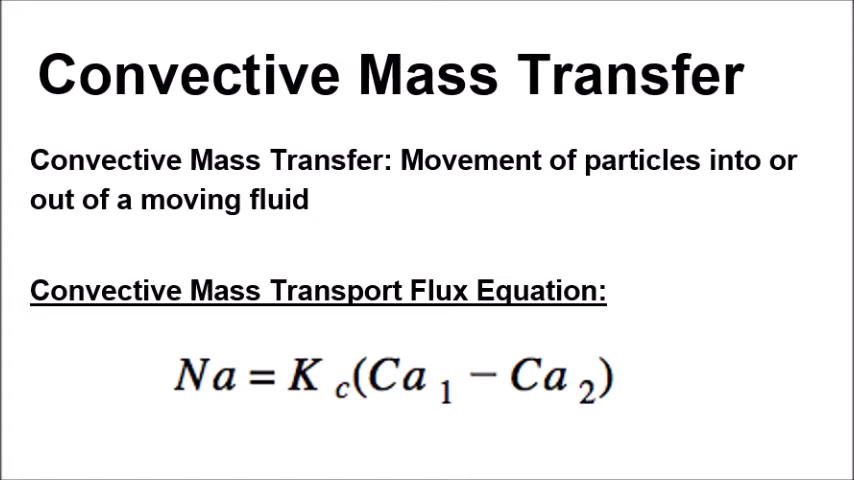 Convective Mass Transfer
Convective Mass Transfer: Movement of particles into or
out of a moving fluid
Convective Mass Transport Flux Equation:
Na = K c(Ca 1 − Ca 2)